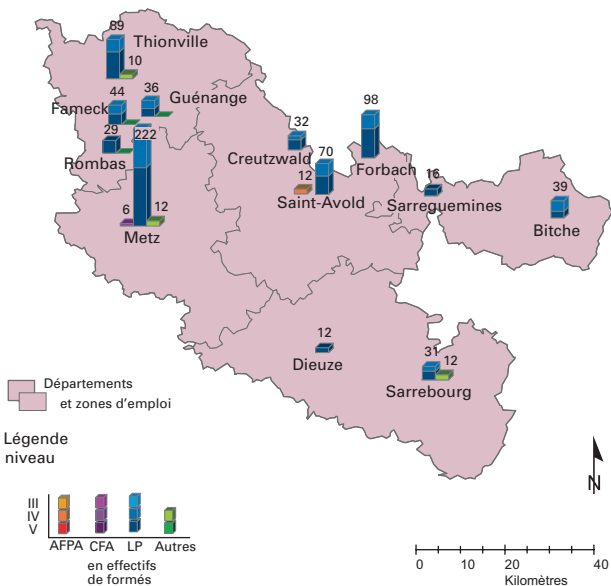 89
Thionville
10
44
36
Guénange
Fameck
29
222
Rombas
6
12
Metz
32
Creutzwald
98
70
Forbach
12
Saint-Avold
16
Sarreguemines
39
Bitche
12
Dieuze
31
12
Sarrebourg
Départements
et zones d'emploi
Légende
niveau
III
IV
V
AFPA CFA LP Autres
en effectifs
de formés
N
0 10 20 40
Kilomètres